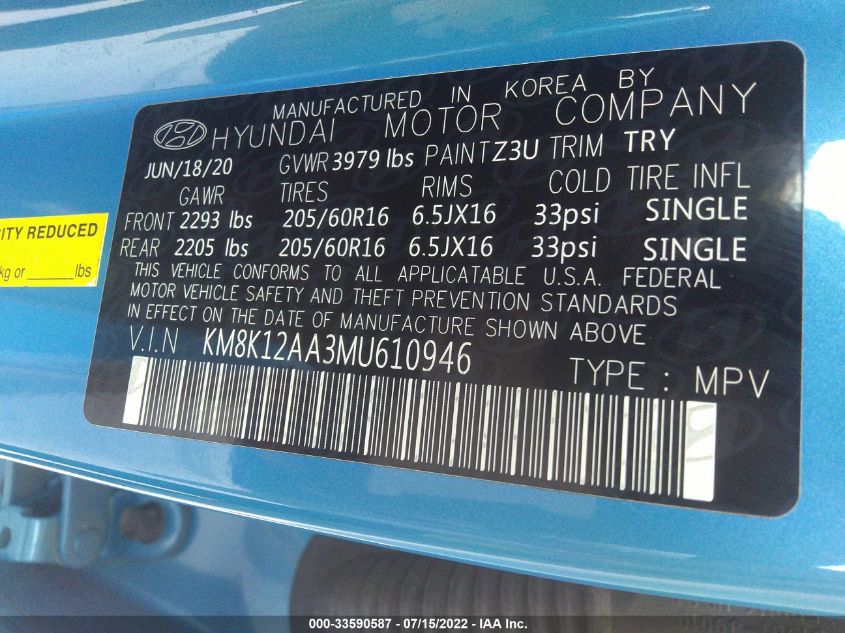 MANUFACTURED IN KOREA BY
HYUNDAI MOTOR COMPANY
JUN/18/20 GVWR 3979 lbs PAINT Z3U TRIM TRY
GAWR TIRES RIMS COLD TIRE INFL
FRONT 2293 lbs 205/60R16 6.5JX16 33psi SINGLE
REAR 2205 lbs 205/60R16 6.5JX16 33psi SINGLE
THIS VEHICLE CONFORMS TO ALL APPLICATABLE U.S.A. FEDERAL
MOTOR VEHICLE SAFETY AND THEFT PREVENTION STANDARDS
IN EFFECT ON THE DATE OF MANUFACTURE SHOWN ABOVE
V.I.N KM8K12AA3MU610946
TYPE : MPV
REDUCED
kg or ______lbs
000-33590587 - 07/15/2022 - IAA Inc.